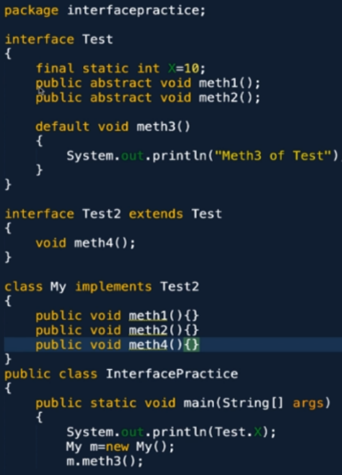 package interfacepractice;
interface Test
{
final static int X=10;
public abstract void meth1();
public abstract void meth2();
default void meth3()
{
System.out.println("Meth3 of Test")
}
}
interface Test2 extends Test
{
void meth4();
}
class My implements Test2
{
public void meth1(){}
public void meth2(){}
public void meth4(){}
}
public class InterfacePractice
{
public static void main(String[] args)
{
System.out.println(Test.X);
My m=new My();
m.meth3();